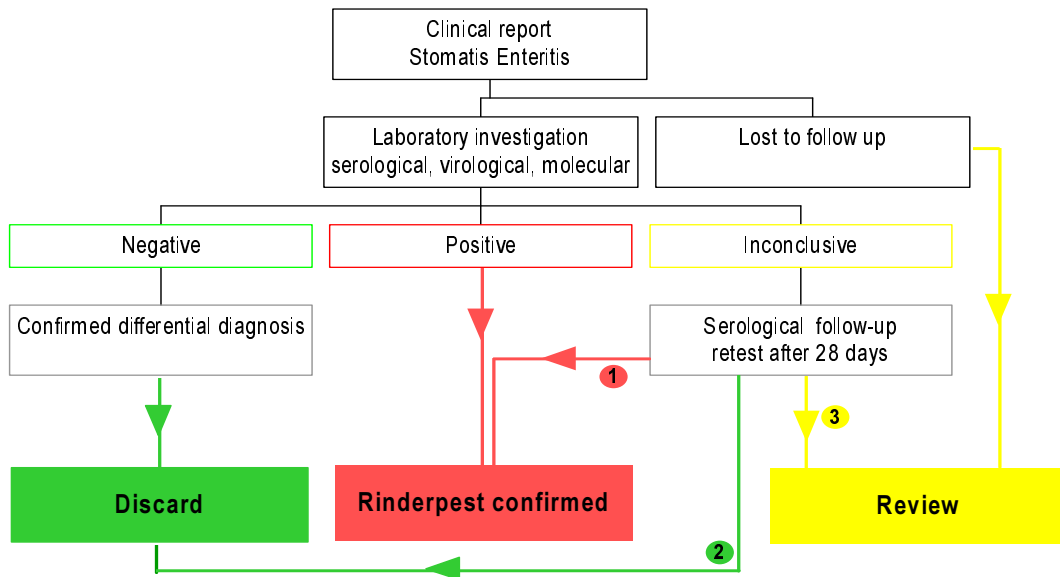 Clinical report
Stomatis Enteritis
Laboratory investigation
serological, virological, molecular
Lost to follow up
Negative
Positive
Inconclusive
Confirmed differential diagnosis
Serological follow-up
retest after 28 days
1
3
Discard
Rinderpest confirmed
Review
2